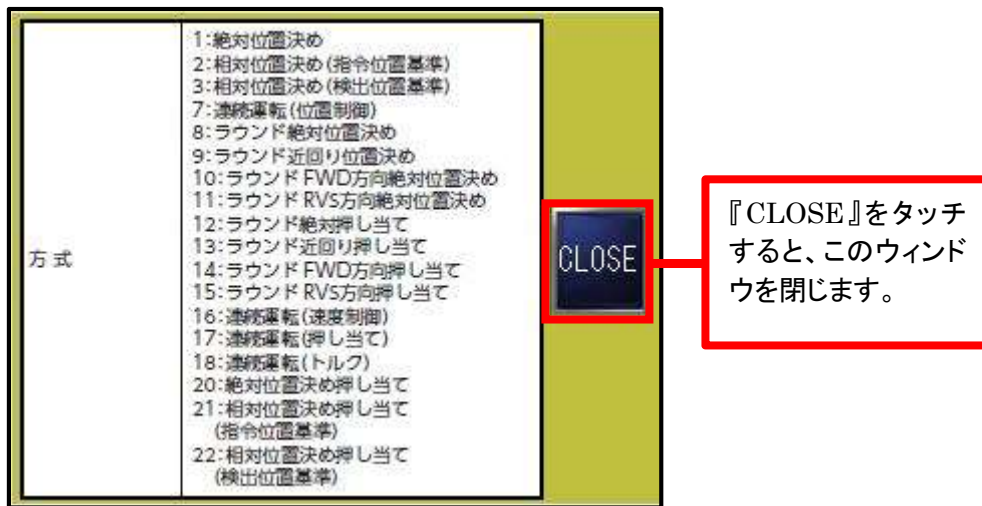 方式
1:絶対位置決め
2:相対位置決め(指令位置基準)
3:相対位置決め(検出位置基準)
7:連続運転(位置制御)
8:ラウンド絶対位置決め
9:ラウンド近回り位置決め
10:ラウンド FWD方向絶対位置決め
11:ラウンド RVS方向絶対位置決め
12:ラウンド絶対押し当て
13:ラウンド近回り押し当て
14:ラウンド FWD方向押し当て
15:ラウンド RVS方向押し当て
16:連続運転(速度制御)
17:連続運転(押し当て)
18:連続運転(トルク)
20:絶対位置決め押し当て
21:相対位置決め押し当て
(指令位置基準)
22:相対位置決め押し当て
(検出位置基準)
CLOSE
『CLOSE』をタッチ
すると、このウィンド
ウを閉じます。